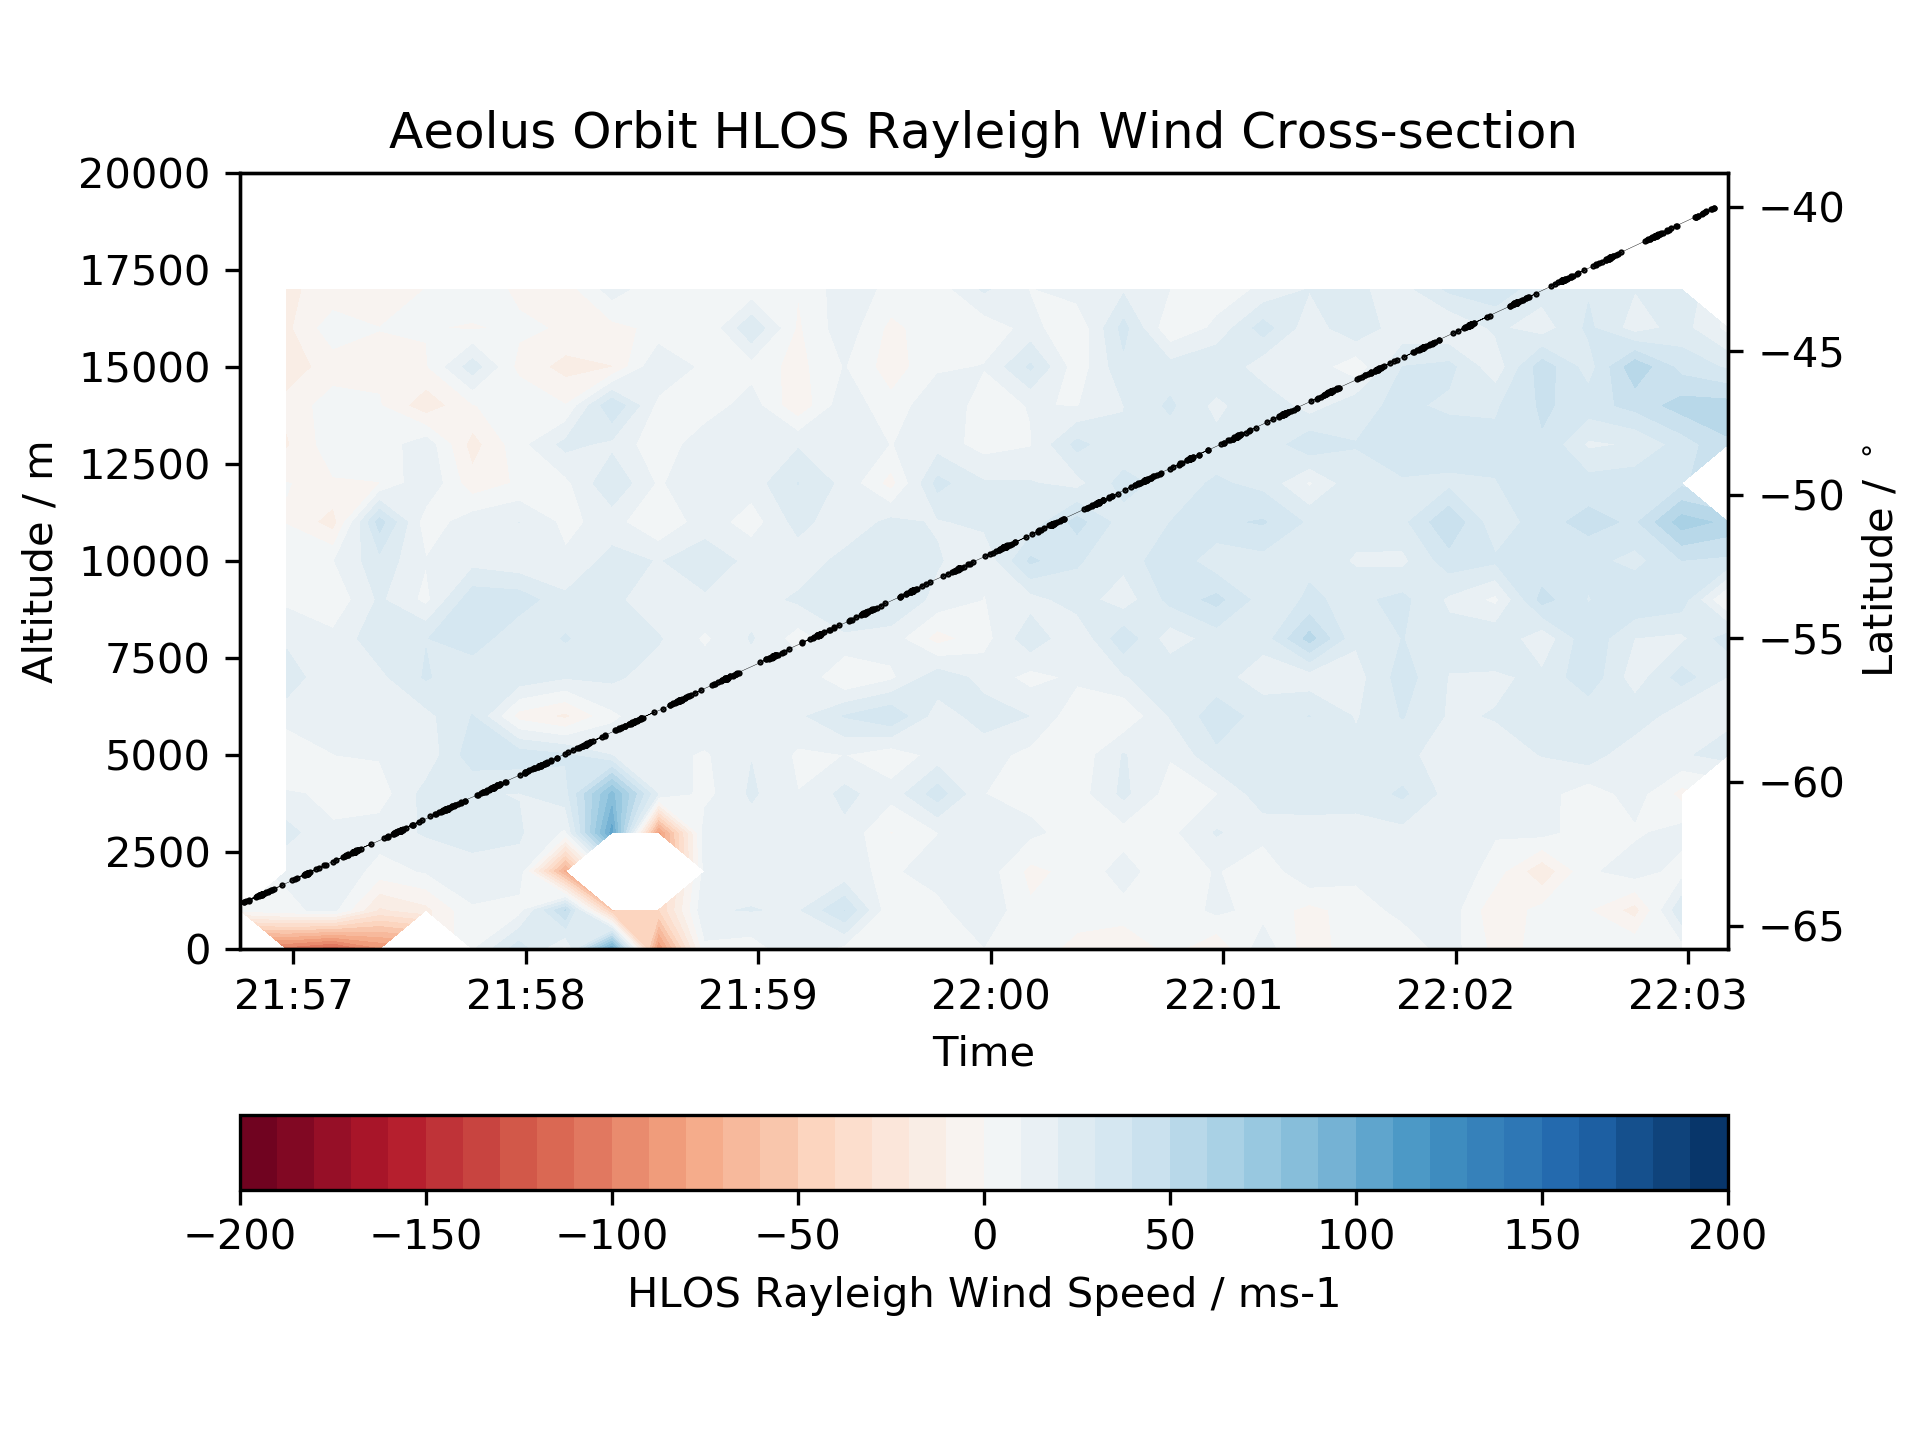 Aeolus Orbit HLOS Rayleigh Wind Cross-section
20000
17500
15000
12500
10000
7500
5000
2500
0
Altitude / m
−40
−45
−50
−55
−60
−65
Latitude / °
21:57 21:58 21:59 22:00 22:01 22:02 22:03
Time
−200 −150 −100 −50 0 50 100 150 200
HLOS Rayleigh Wind Speed / ms-1